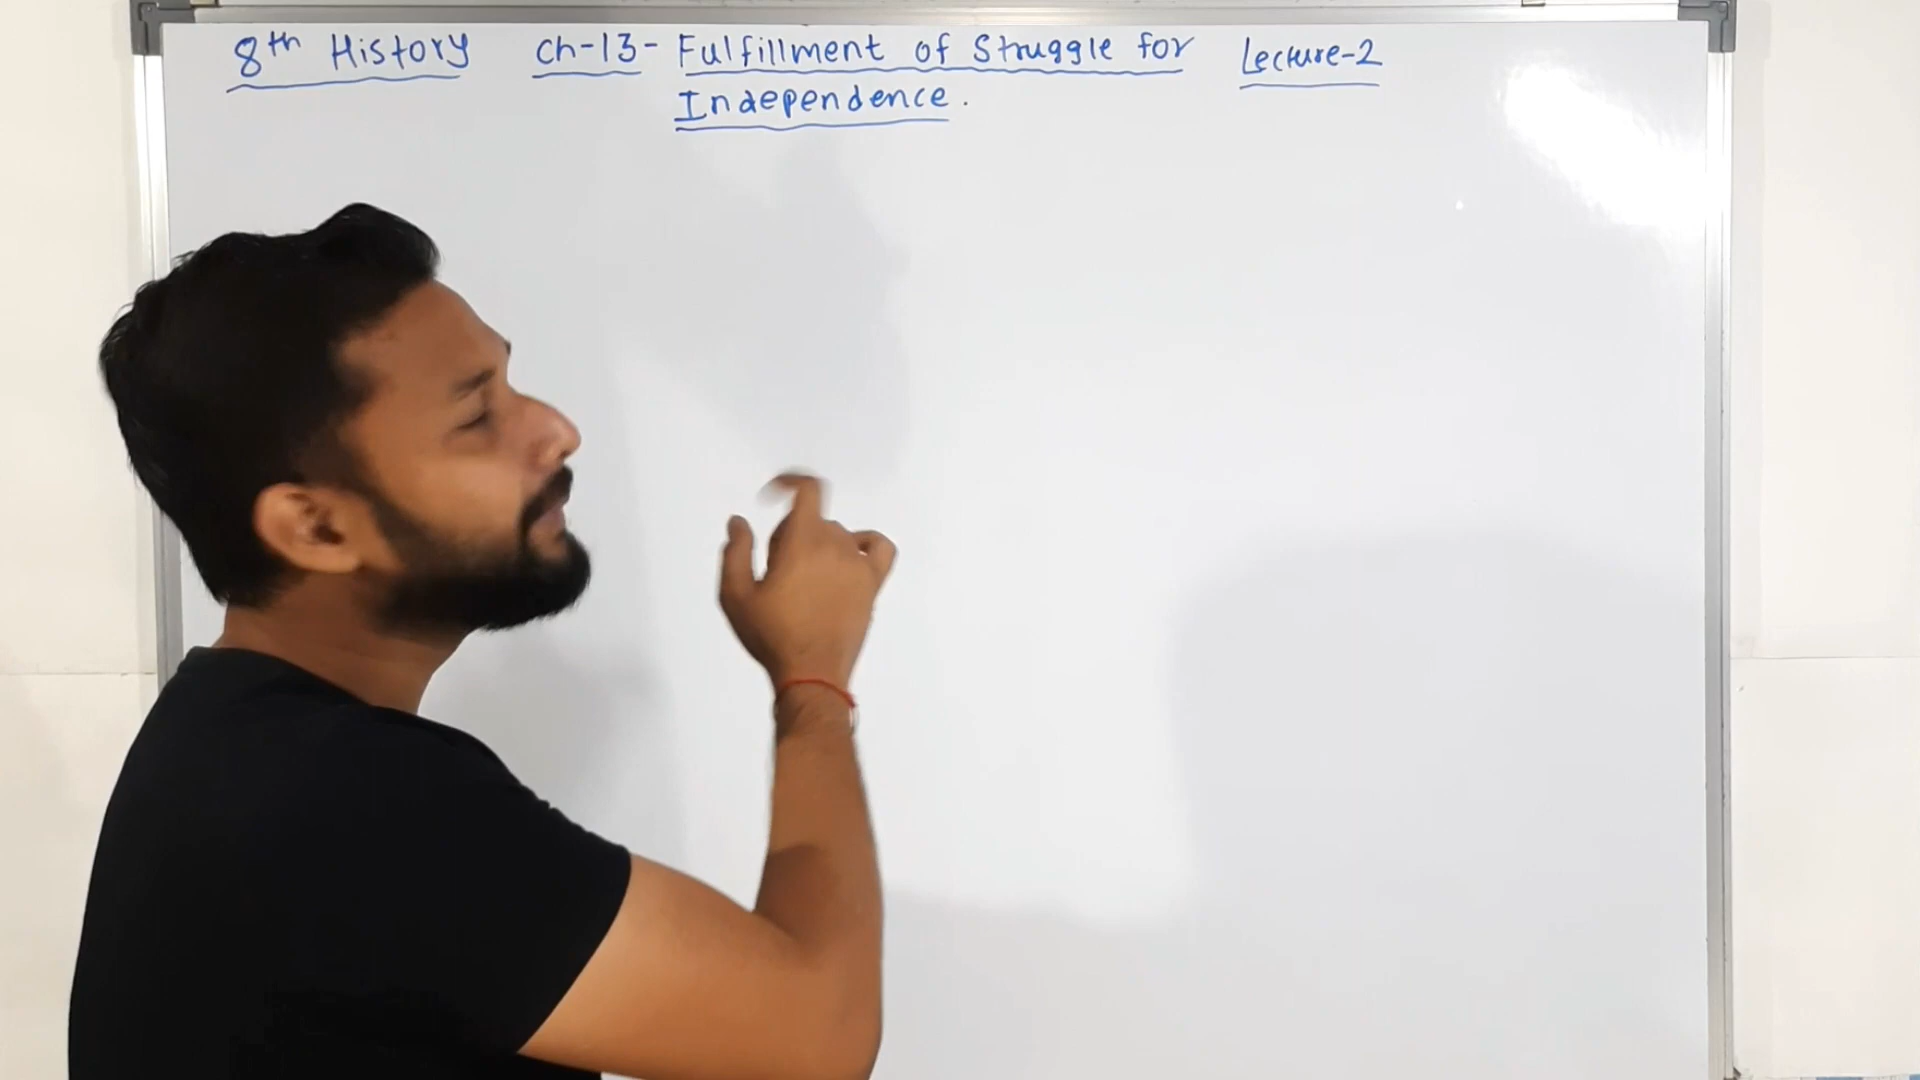 8th History Ch-13- Fulfillment of Struggle for Lecture-2
Independence.